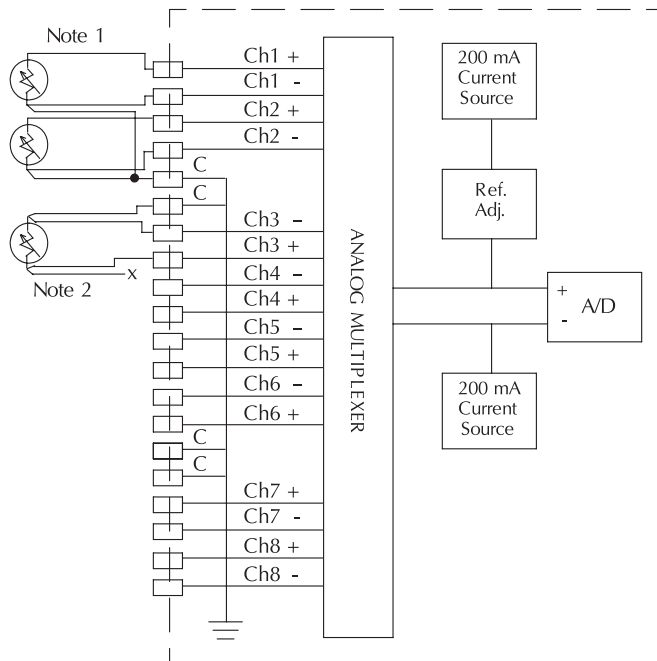 Note 1
Ch1 +
Ch1 -
Ch2 +
Ch2 -
C
C
Ch3 –
Ch3 +
Ch4 –
Ch4 +
Ch5 –
Ch5 +
Ch6 –
Ch6 +
C
C
Ch7 +
Ch7 -
Ch8 +
Ch8 -
x
Note 2
ANALOG MULTIPLEXER
200 mA
Current
Source
Ref.
Adj.
+
-
A/D
200 mA
Current
Source